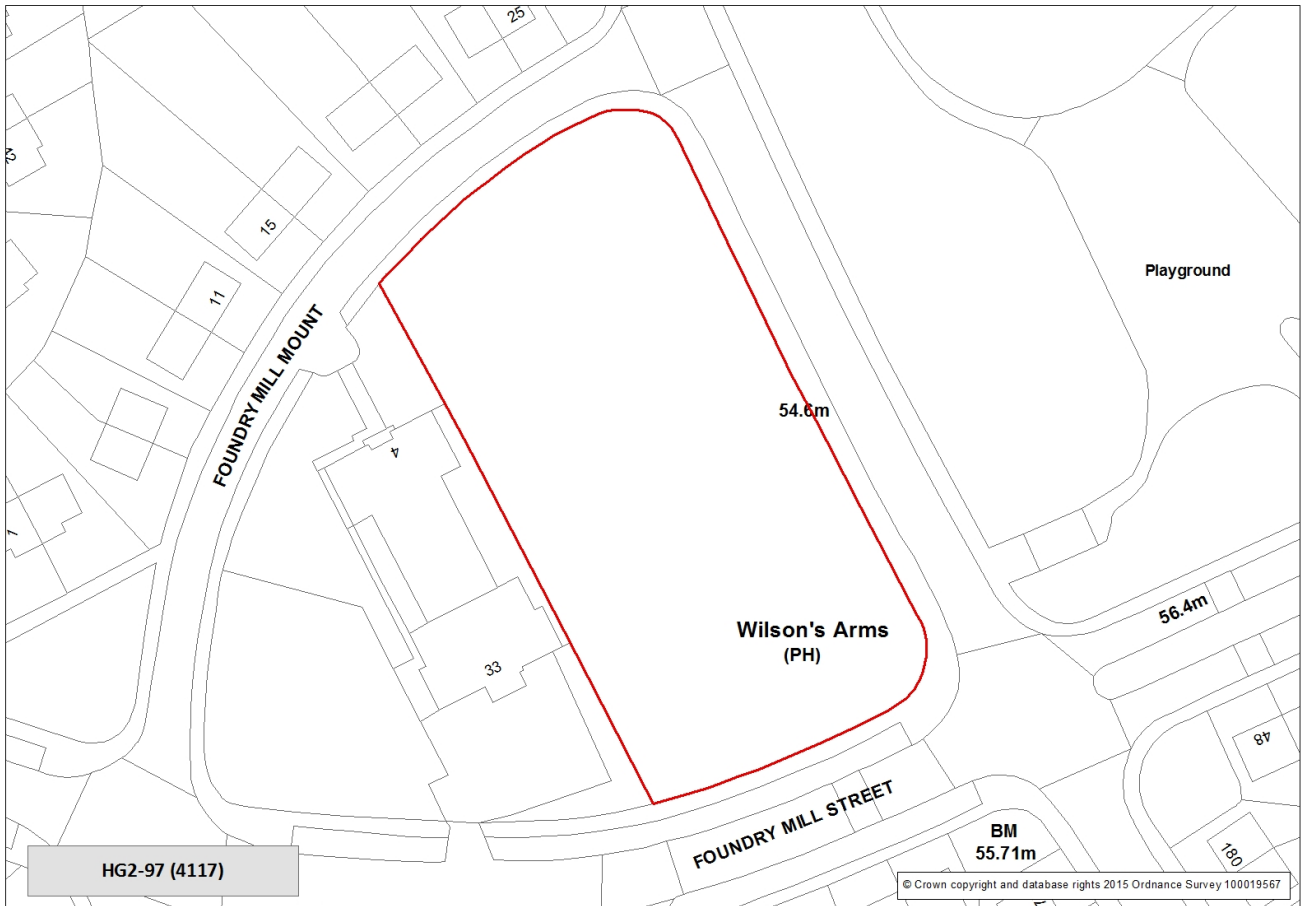 25
2
15
11
FOUNDRY MILL MOUNT
Playground
54.6m
4
1
56.4m
Wilson's Arms
(PH)
33
48
FOUNDRY MILL STREET
BM
55.71m
180
HG2-97 (4117)
© Crown copyright and database rights 2015 Ordnance Survey 100019567